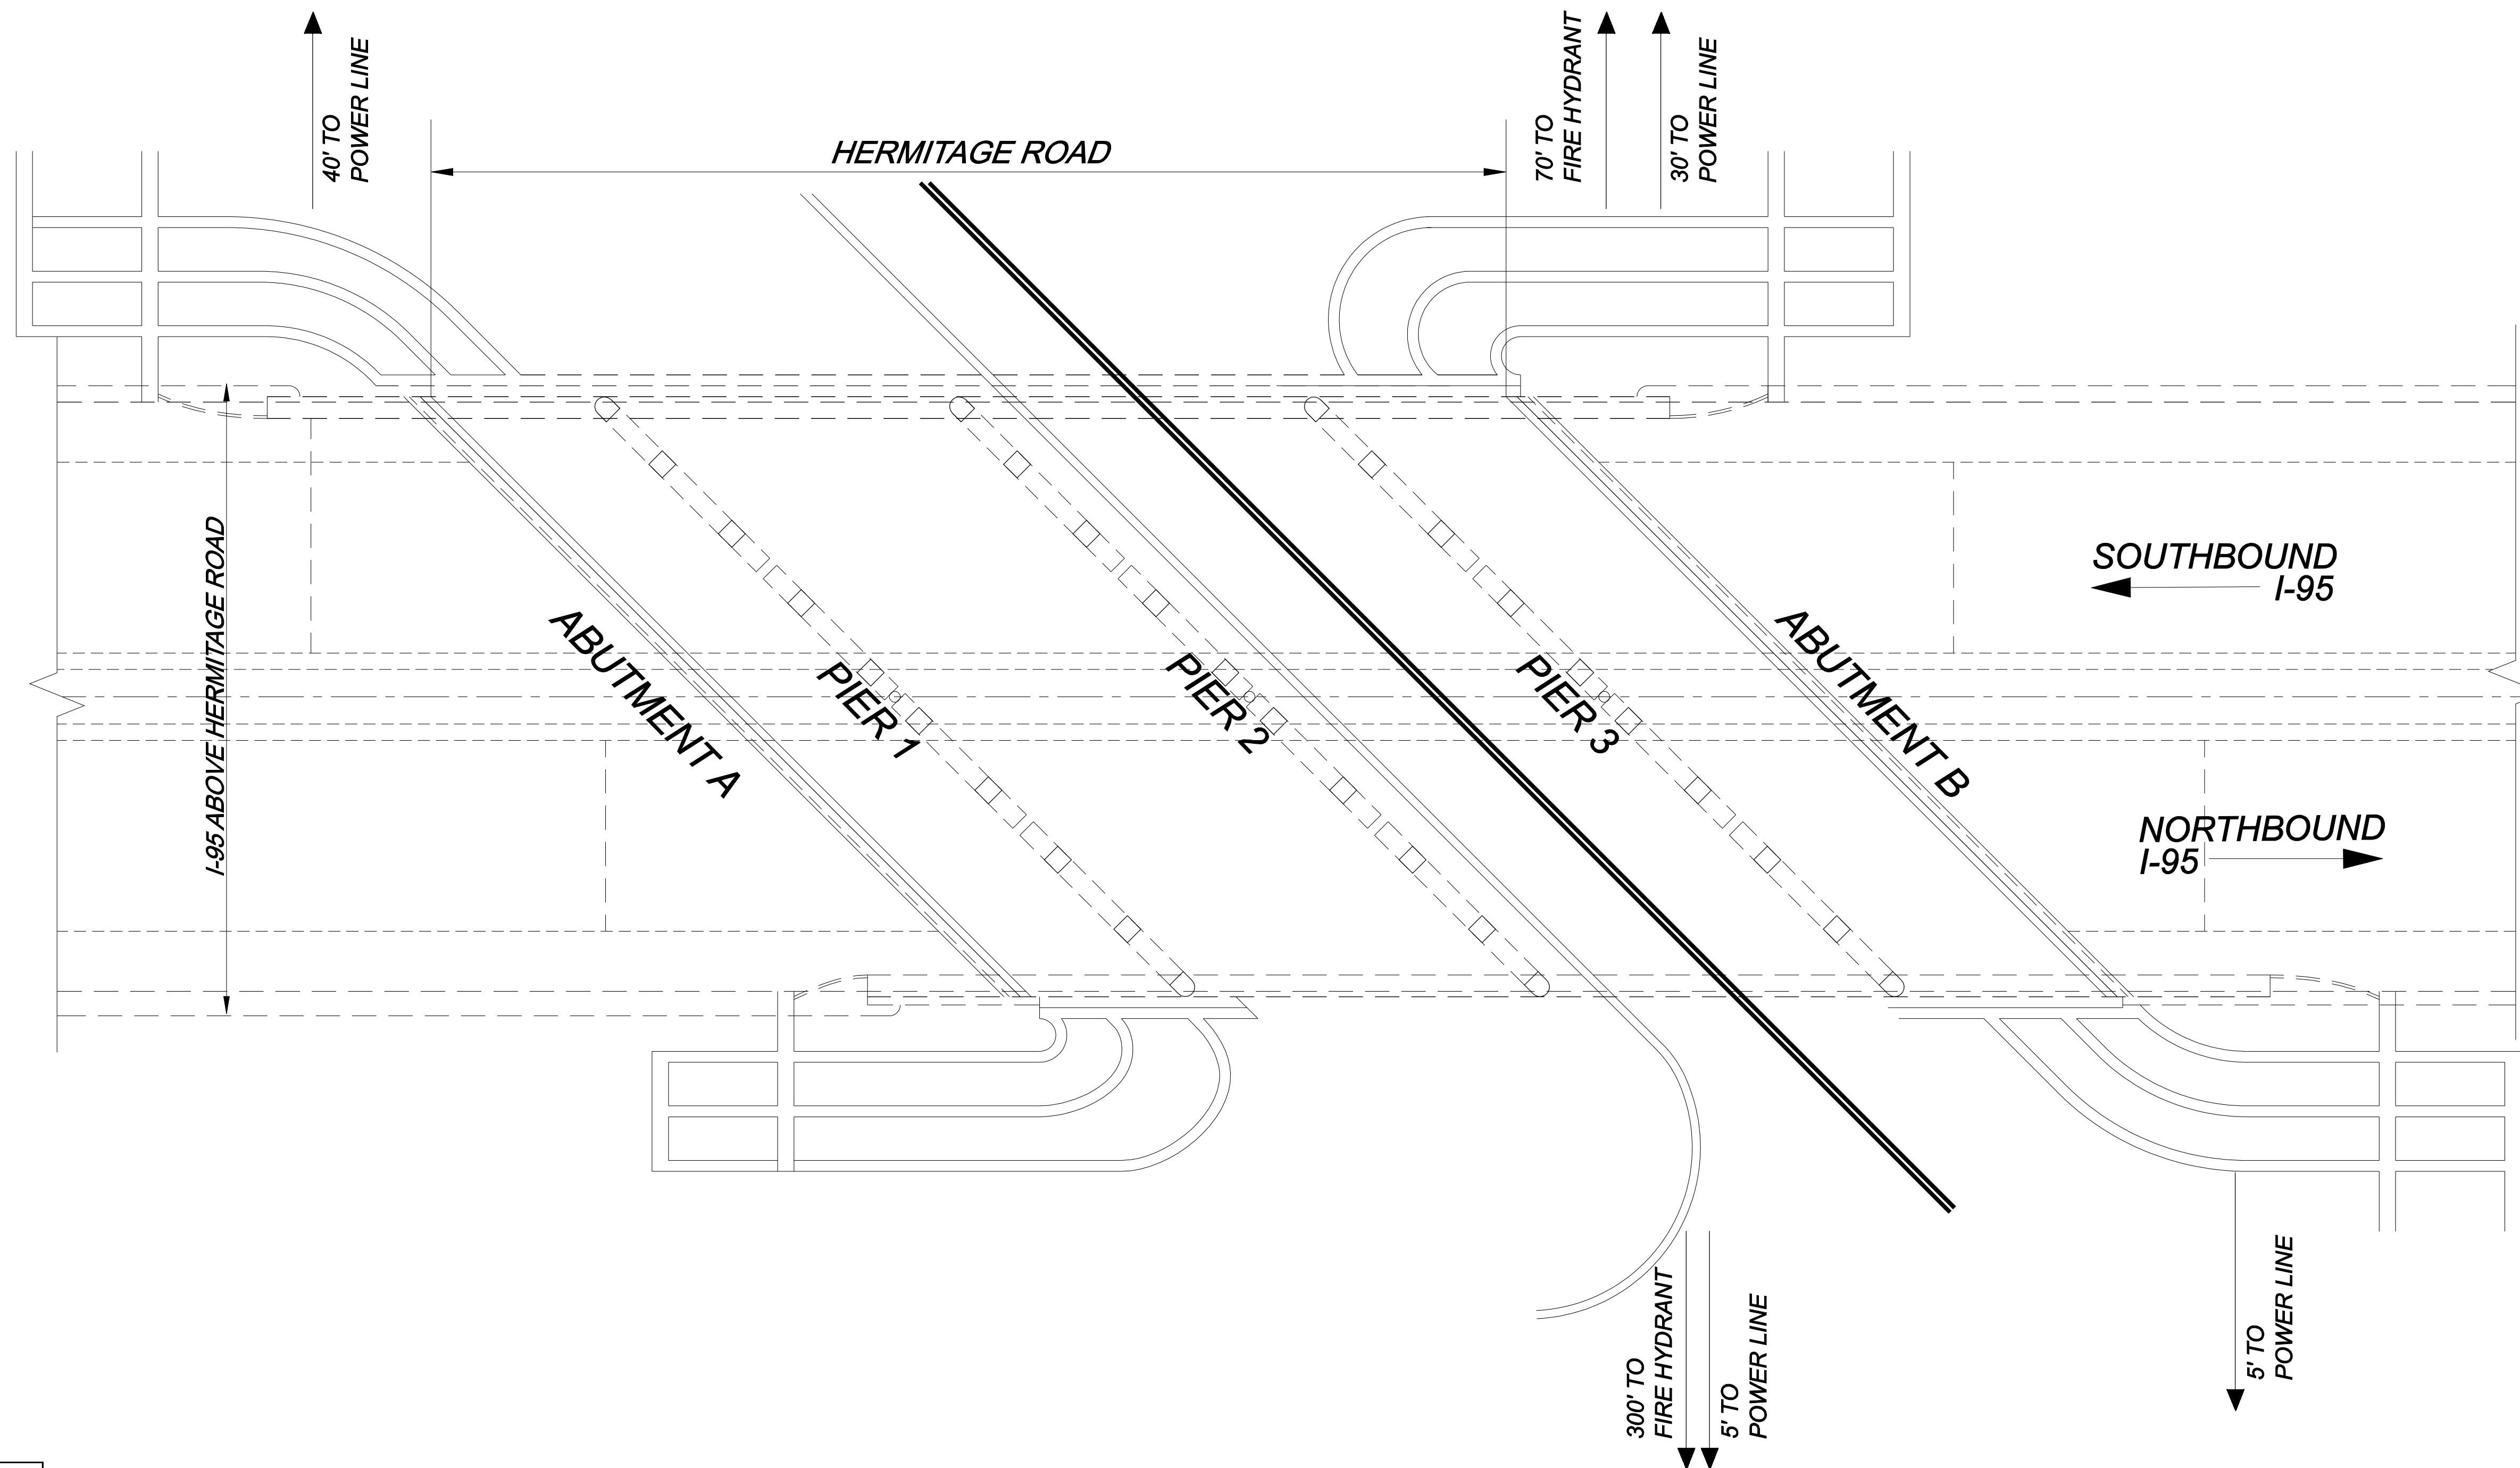 40' TO
POWER LINE
HERMITAGE ROAD
70' TO
FIRE HYDRANT
30' TO
POWER LINE
I-95 ABOVE HERMITAGE ROAD
ABUTMENT A
PIER 1
PIER 2
PIER 3
ABUTMENT B
SOUTHBOUND
I-95
NORTHBOUND
I-95
300' TO
FIRE HYDRANT
5' TO
POWER LINE
5' TO
POWER LINE